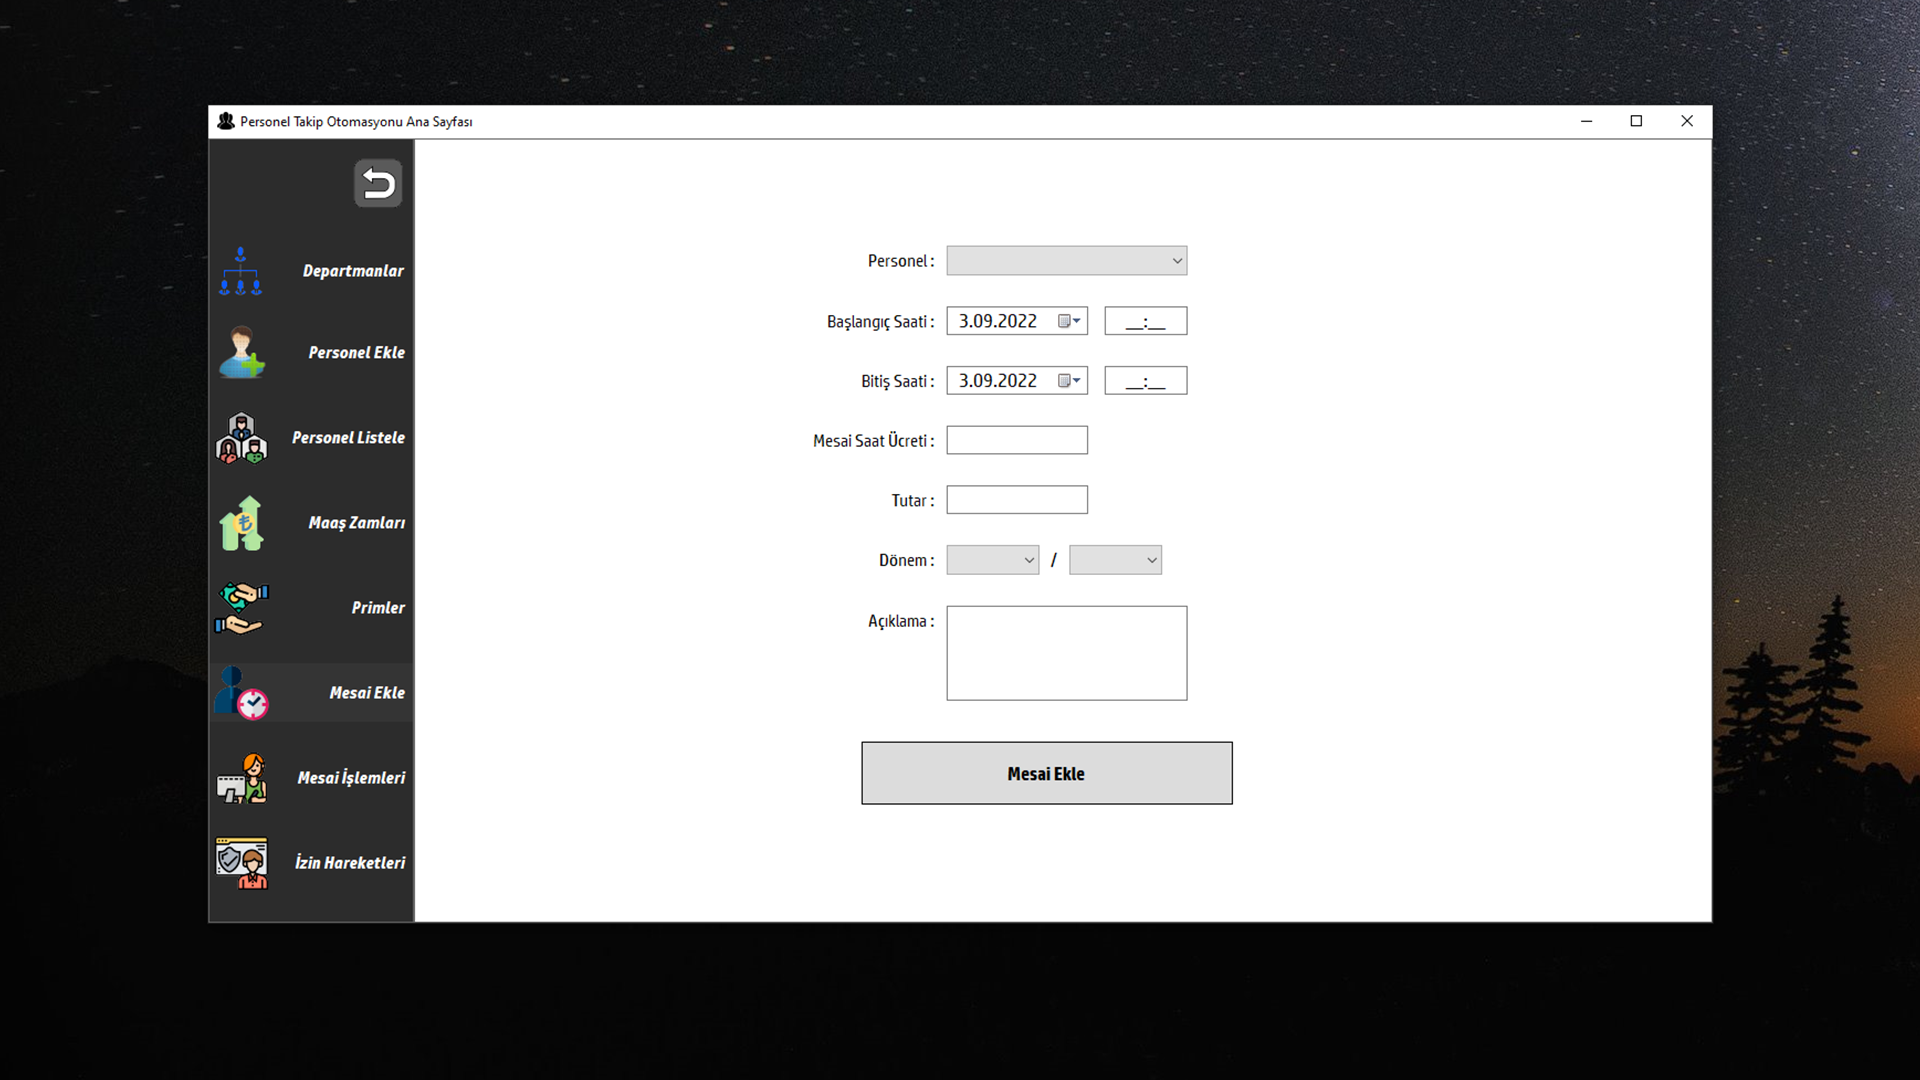 Personel Takip Otomasyonu Ana Sayfası
Departmanlar
Personel Ekle
Personel Listele
Maaş Zamları
Primler
Mesai Ekle
Mesai İşlemleri
İzin Hareketleri
Personel :
Başlangıç Saati : 3.09.2022 __:__
Bitiş Saati : 3.09.2022 __:__
Mesai Saat Ücreti :
Tutar :
Dönem : /
Açıklama :
Mesai Ekle